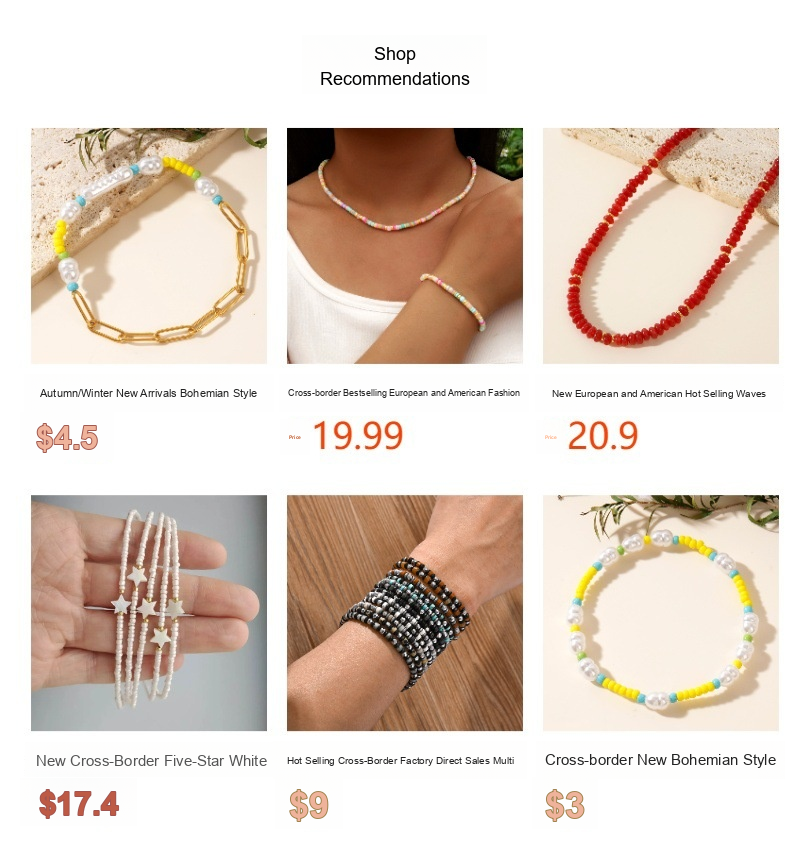 Shop
Recommendations
Autumn/Winter New Arrivals Bohemian Style
Cross-border Bestselling European and American Fashion
New European and American Hot Selling Waves
$4.5
Price 19.99
Price 20.9
New Cross-Border Five-Star White
Hot Selling Cross-Border Factory Direct Sales Multi
Cross-border New Bohemian Style
$17.4
$9
$3